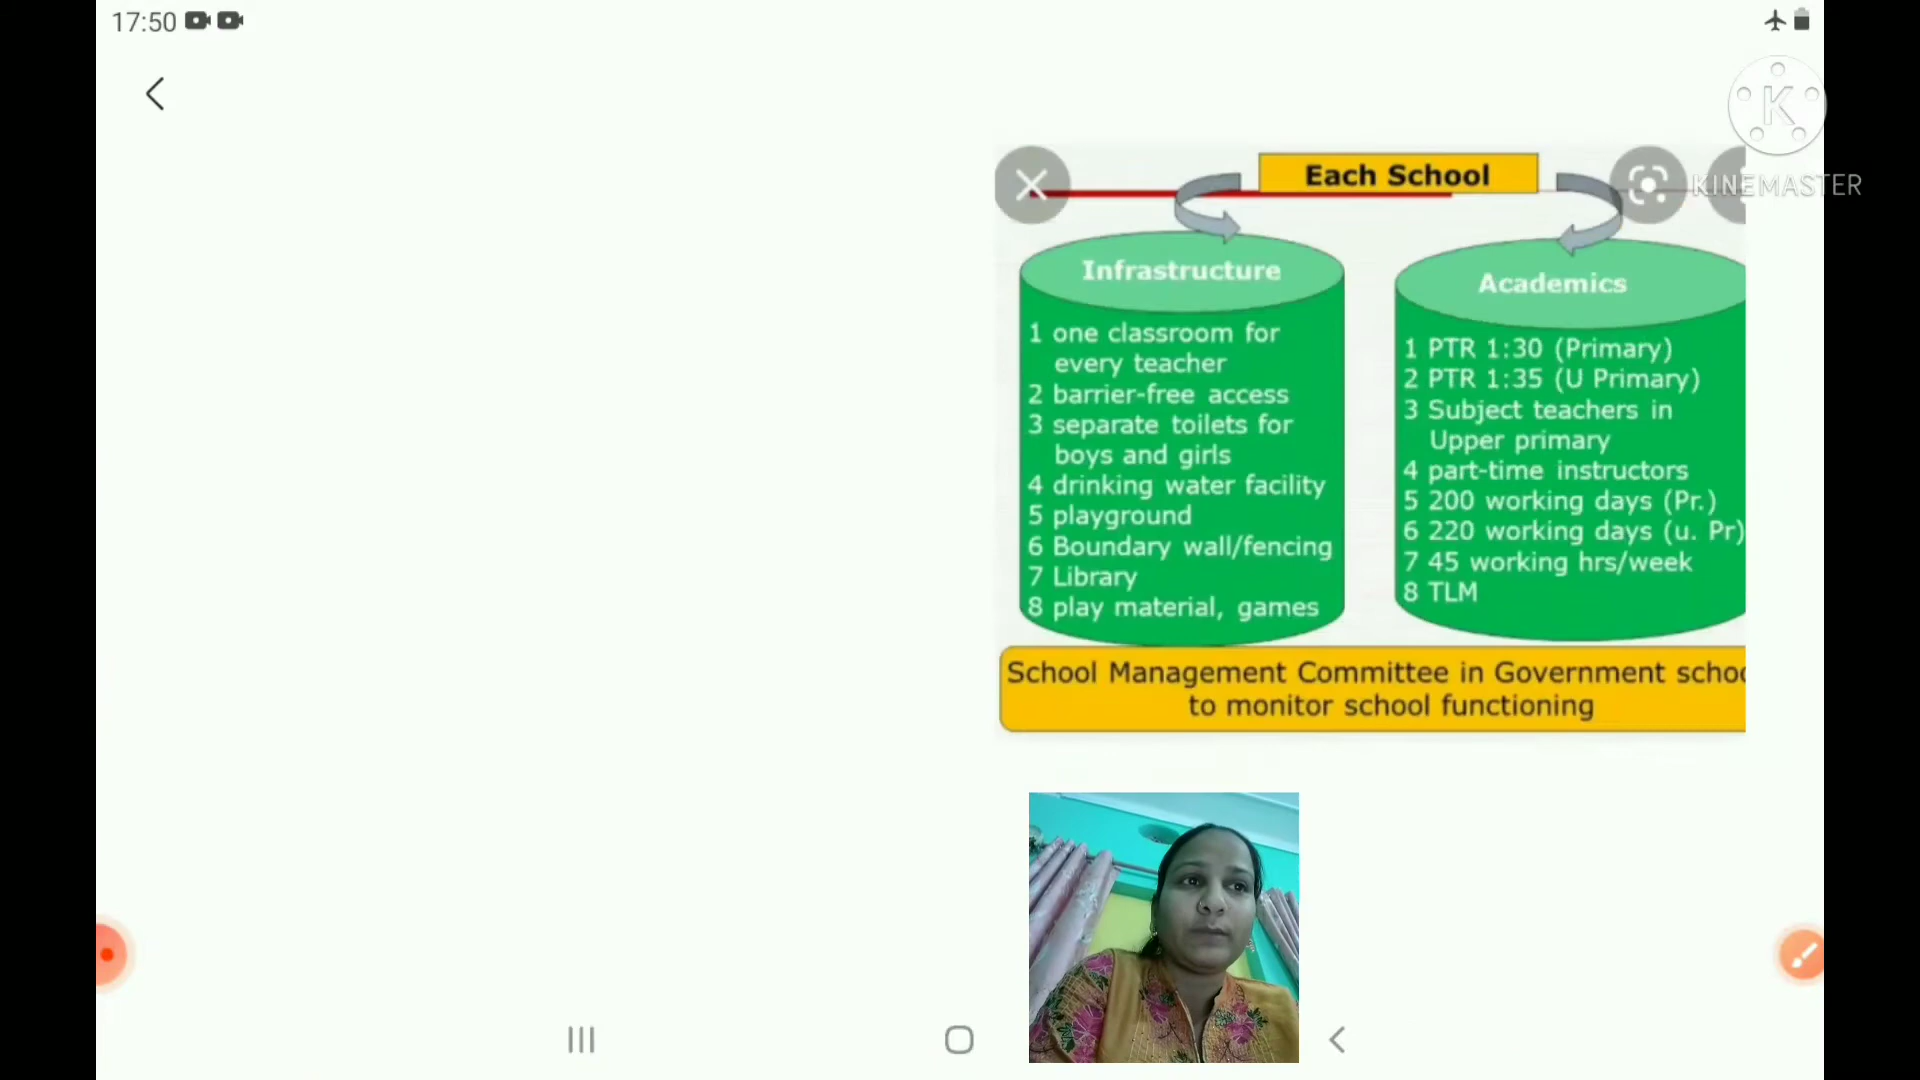 17:50
K
KINEMASTER
Each School
Infrastructure
1 one classroom for
every teacher
2 barrier-free access
3 separate toilets for
boys and girls
4 drinking water facility
5 playground
6 Boundary wall/fencing
7 Library
8 play material, games
Academics
1 PTR 1:30 (Primary)
2 PTR 1:35 (U Primary)
3 Subject teachers in
Upper primary
4 part-time instructors
5 200 working days (Pr.)
6 220 working days (u. Pr)
7 45 working hrs/week
8 TLM
School Management Committee in Government schoo
to monitor school functioning